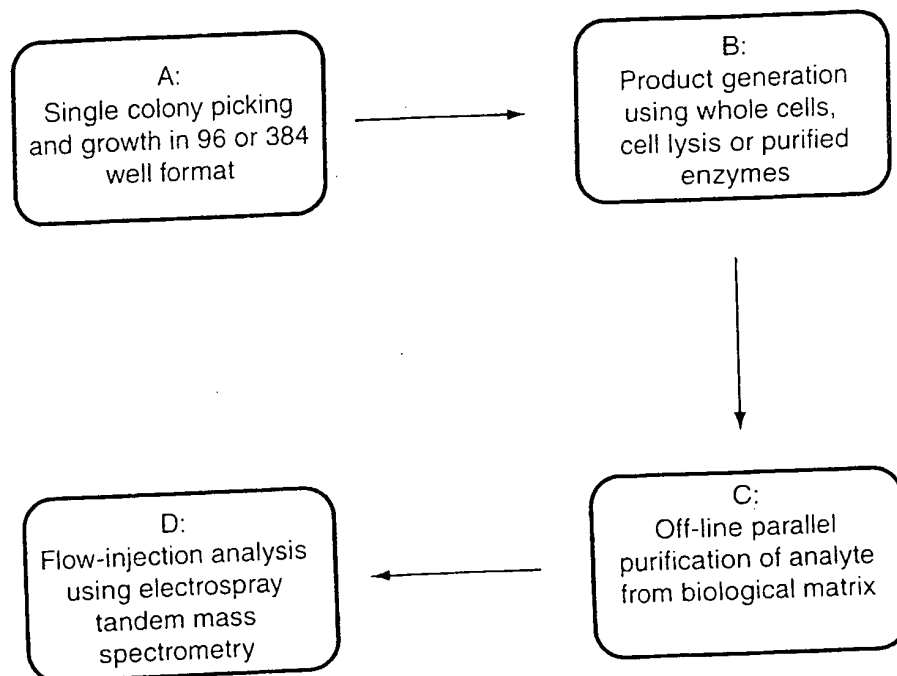 A:
Single colony picking
and growth in 96 or 384
well format
B:
Product generation
using whole cells,
cell lysis or purified
enzymes
C:
Off-line parallel
purification of analyte
from biological matrix
D:
Flow-injection analysis
using electrospray
tandem mass
spectrometry